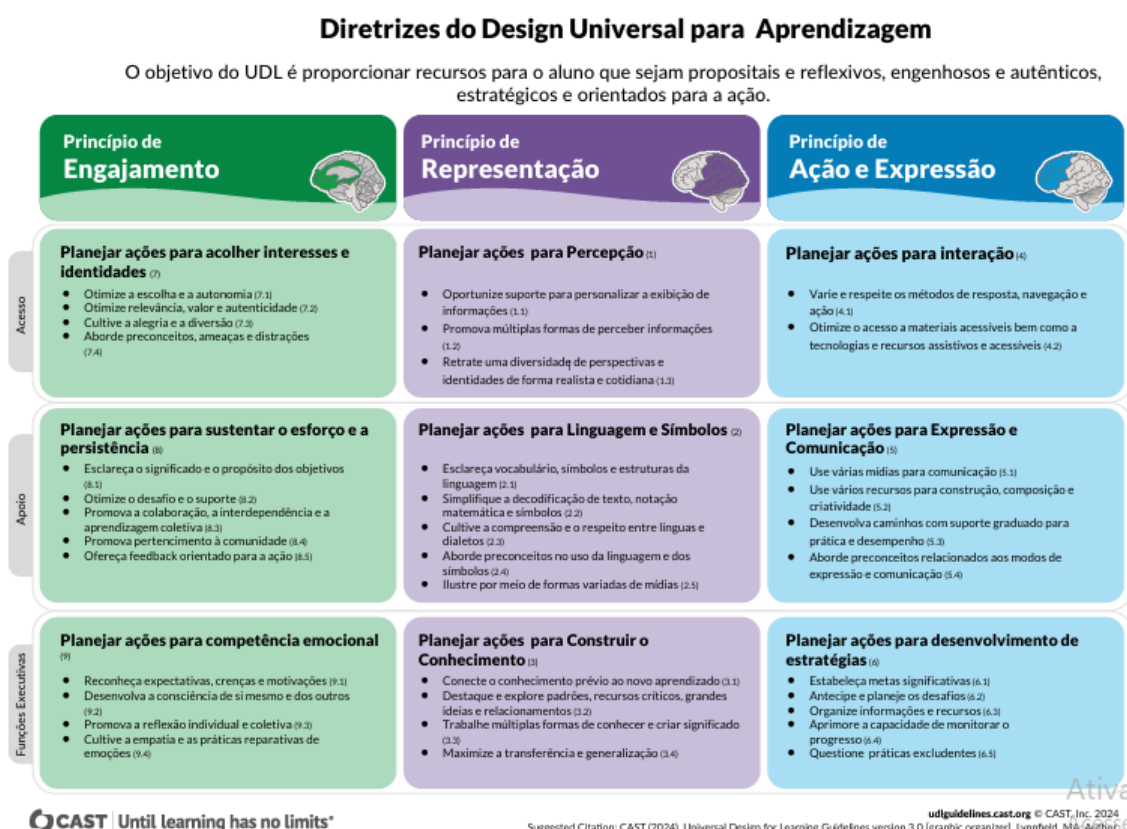 Diretrizes do Design Universal para Aprendizagem
O objetivo do UDL é proporcionar recursos para o aluno que sejam propositais e reflexivos, engenhosos e autênticos,
estratégicos e orientados para a ação.
Princípio de
Engajamento
Princípio de
Representação
Princípio de
Ação e Expressão
Acesso
Planejar ações para acolher interesses e
identidades (7)
● Otimize a escolha e a autonomia (7.1)
● Otimize relevância, valor e autenticidade (7.2)
● Cultive a alegria e a diversão (7.3)
● Aborde preconceitos, ameaças e distrações
(7.4)
Planejar ações para Percepção (1)
● Oportunize suporte para personalizar a exibição de
informações (1.1)
● Promova múltiplas formas de perceber informações
(1.2)
● Retrate uma diversidade de perspectivas e
identidades de forma realista e cotidiana (1.3)
Planejar ações para interação (4)
● Varie e respeite os métodos de resposta, navegação e
ação (4.1)
● Otimize o acesso a materiais acessíveis bem como a
tecnologias e recursos assistivos e acessíveis (4.2)
Apoio
Planejar ações para sustentar o esforço e a
persistência (8)
● Esclareça o significado e o propósito dos objetivos
(8.1)
● Otimize o desafio e o suporte (8.2)
● Promova a colaboração, a interdependência e a
aprendizagem coletiva (8.3)
● Promova pertencimento à comunidade (8.4)
● Ofereça feedback orientado para a ação (8.5)
Planejar ações para Linguagem e Símbolos (2)
● Esclareça vocabulário, símbolos e estruturas da
linguagem (2.1)
● Simplifique a decodificação de texto, notação
matemática e símbolos (2.2)
● Cultive a compreensão e o respeito entre línguas e
dialetos (2.3)
● Aborde preconceitos no uso da linguagem e dos
símbolos (2.4)
● Ilustre por meio de formas variadas de mídias (2.5)
Planejar ações para Expressão e
Comunicação (5)
● Use várias mídias para comunicação (5.1)
● Use vários recursos para construção, composição e
criatividade (5.2)
● Desenvolva caminhos com suporte graduado para
prática e desempenho (5.3)
● Aborde preconceitos relacionados aos modos de
expressão e comunicação (5.4)
Funções Executivas
Planejar ações para competência emocional
(9)
● Reconheça expectativas, crenças e motivações (9.1)
● Desenvolva a consciência de si mesmo e dos outros
(9.2)
● Promova a reflexão individual e coletiva (9.3)
● Cultive a empatia e as práticas reparativas de
emoções (9.4)
Planejar ações para Construir o
Conhecimento (3)
● Conecte o conhecimento prévio ao novo aprendizado (3.1)
● Destaque e explore padrões, recursos críticos, grandes
ideias e relacionamentos (3.2)
● Trabalhe múltiplas formas de conhecer e criar significado
(3.3)
● Maximize a transferência e generalização (3.4)
Planejar ações para desenvolvimento de
estratégias (6)
● Estabeleça metas significativas (6.1)
● Antecipe e planeje os desafios (6.2)
● Organize informações e recursos (6.3)
● Aprimore a capacidade de monitorar o
progresso (6.4)
● Questione práticas excludentes (6.5)
Ativa
CAST | Until learning has no limits®
udlguidelines.cast.org © CAST, Inc. 2024
Suggested Citation: CAST (2024). Universal Design for Learning Guidelines version 3.0 [graphic organizer]. Lynnfield, MA: Author.